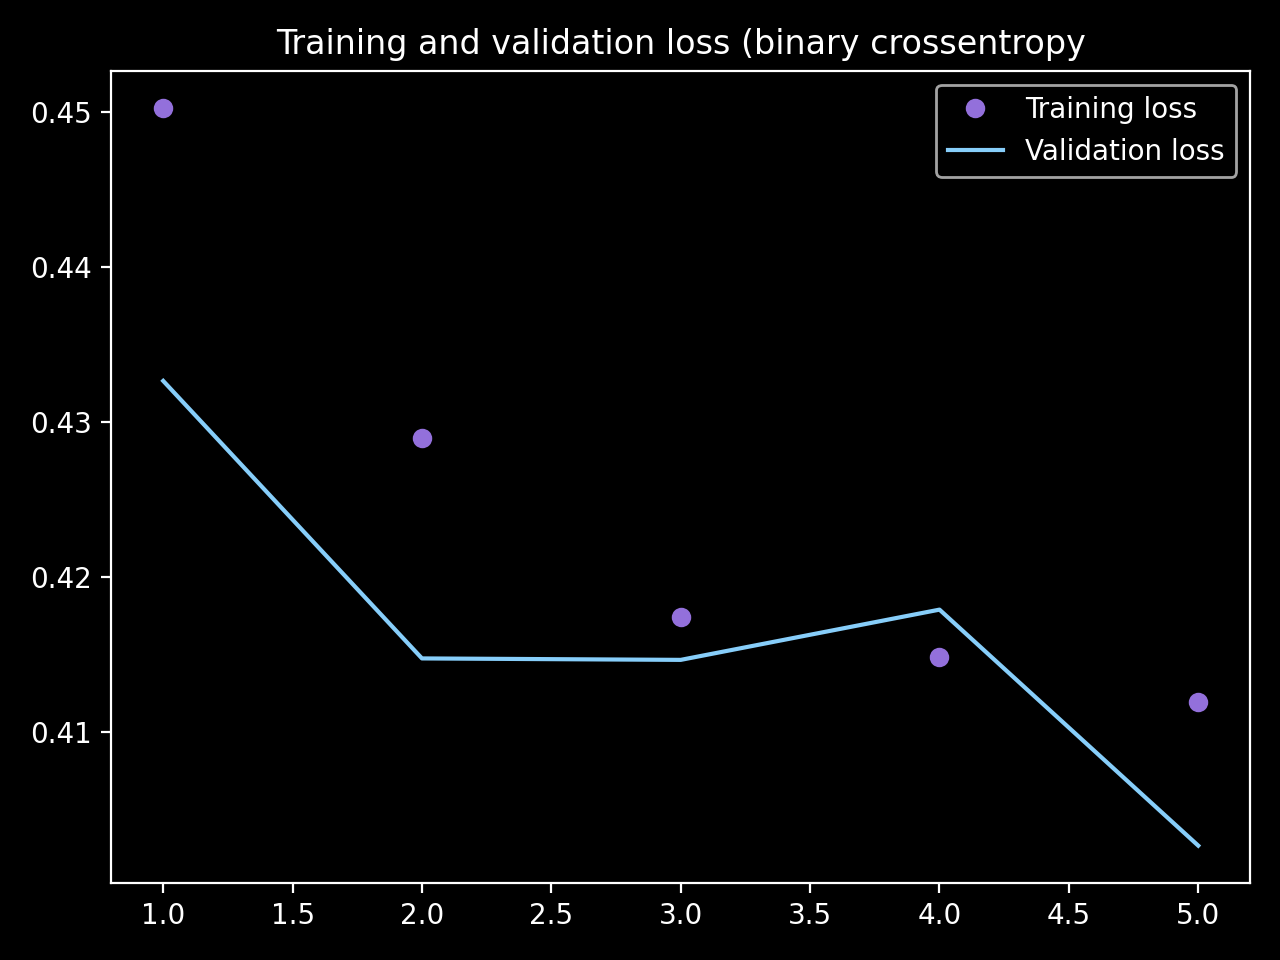 Training and validation loss (binary crossentropy
Training loss
Validation loss
0.45
0.44
0.43
0.42
0.41
1.0 1.5 2.0 2.5 3.0 3.5 4.0 4.5 5.0